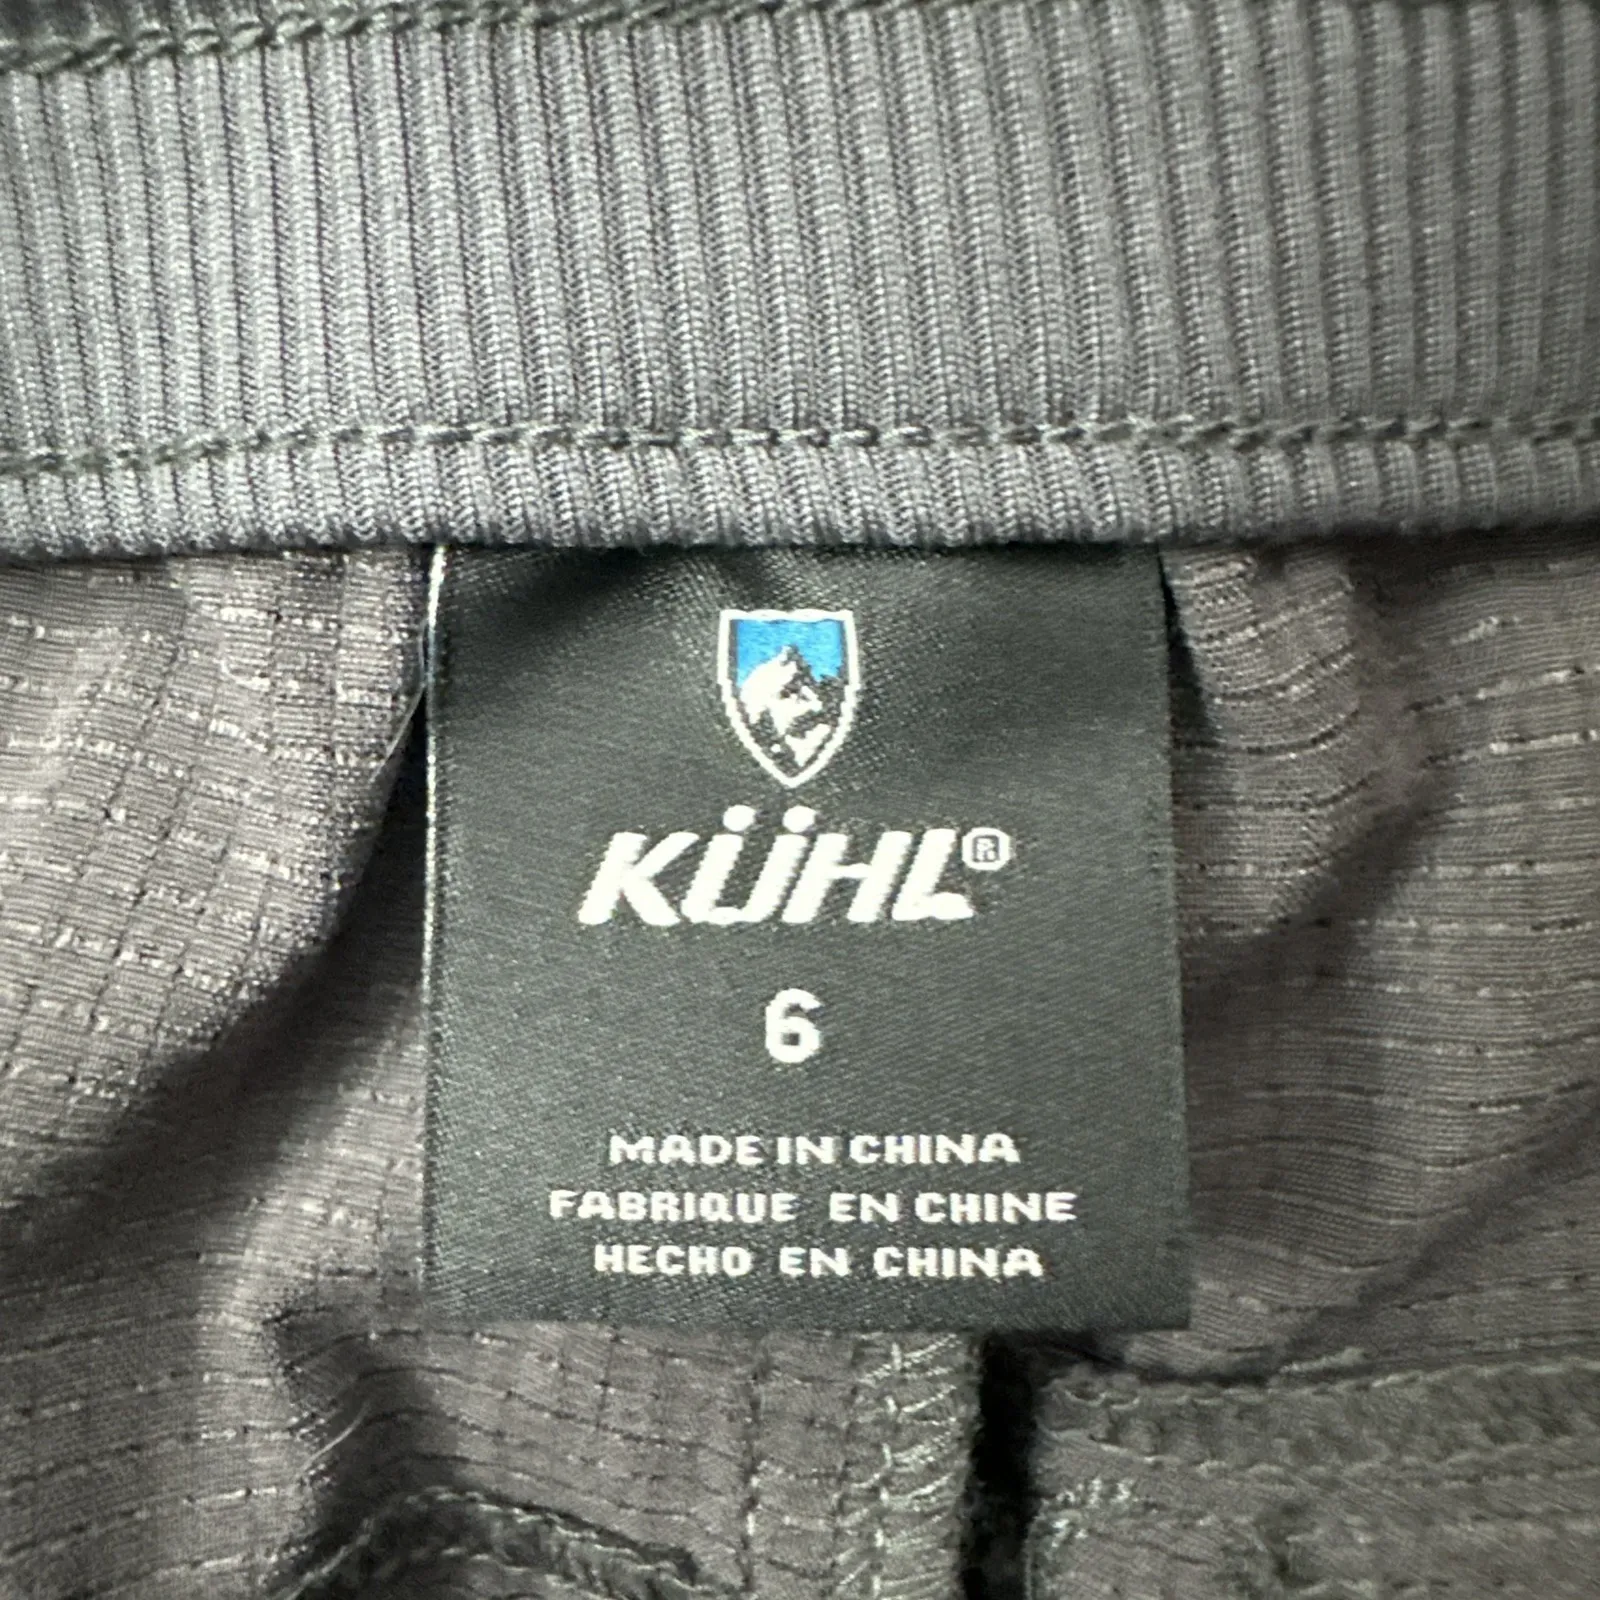 KÜHL®
6
MADE IN CHINA
FABRIQUE EN CHINE
HECHO EN CHINA